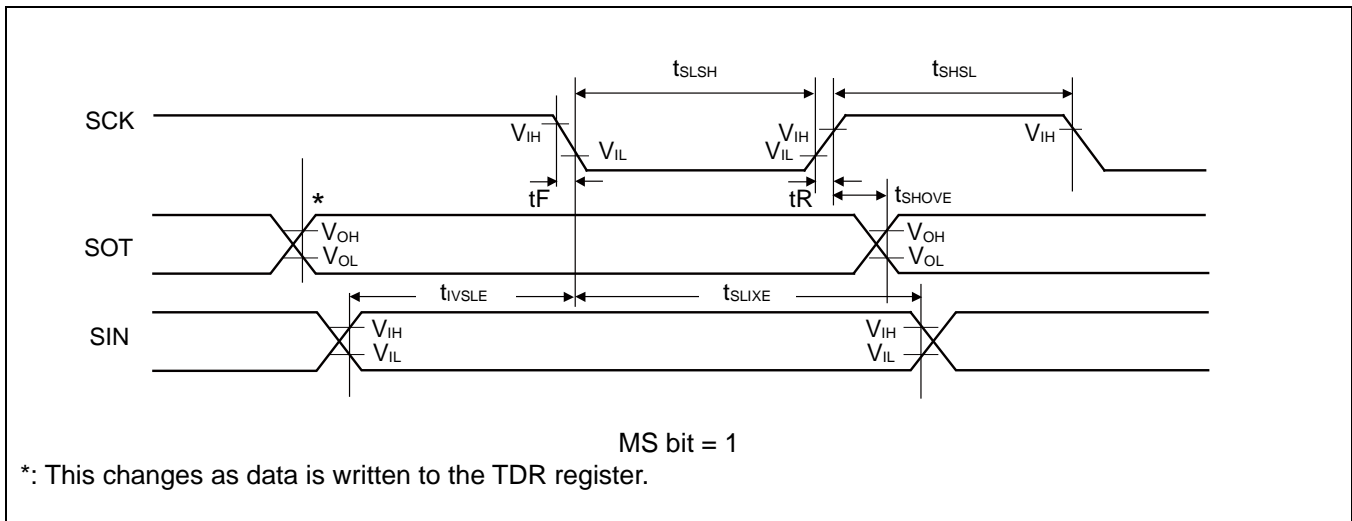 tSLSH tSHSL
SCK
VIH VIL VIL VIH VIH
tF tR tSHOVE
*
SOT
VOH VOH
VOL VOL
tIVSLE tSLIXE
SIN
VIH VIH
VIL VIL
MS bit = 1
*: This changes as data is written to the TDR register.